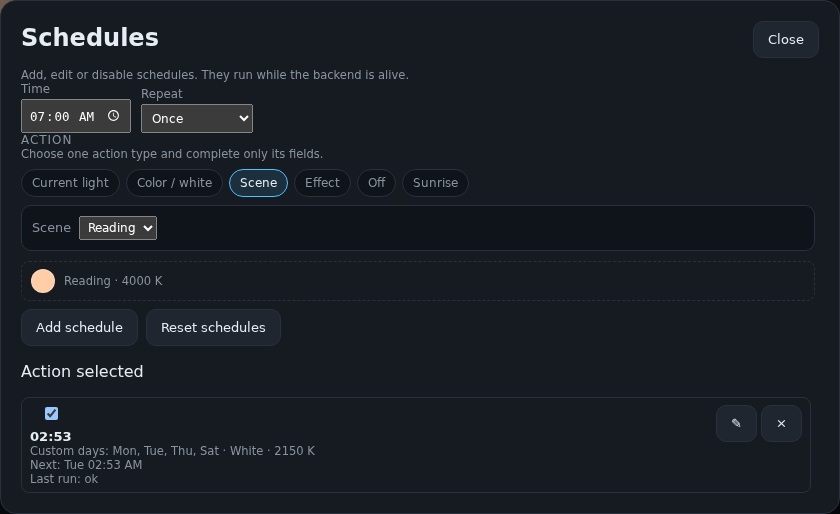 Schedules
Close
Add, edit or disable schedules. They run while the backend is alive.
Time
Repeat
07:00 AM
Once
ACTION
Choose one action type and complete only its fields.
Current light
Color / white
Scene
Effect
Off
Sunrise
Scene
Reading
Reading · 4000 K
Add schedule
Reset schedules
Action selected
02:53
Custom days: Mon, Tue, Thu, Sat · White · 2150 K
Next: Tue 02:53 AM
Last run: ok